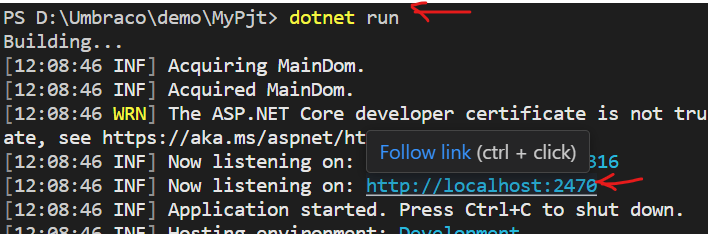 PS D:\Umbraco\demo\MyPjt> dotnet run
Building...
[12:08:46 INF] Acquiring MainDom.
[12:08:46 INF] Acquired MainDom.
[12:08:46 WRN] The ASP.NET Core developer certificate is not tru
ate, see https://aka.ms/aspnet/ht
Follow link (ctrl + click)
[12:08:46 INF] Now listening on: 316
[12:08:46 INF] Now listening on: http://localhost:2470
[12:08:46 INF] Application started. Press Ctrl+C to shut down.
[12:08:46 INF] Hosting environment: Development